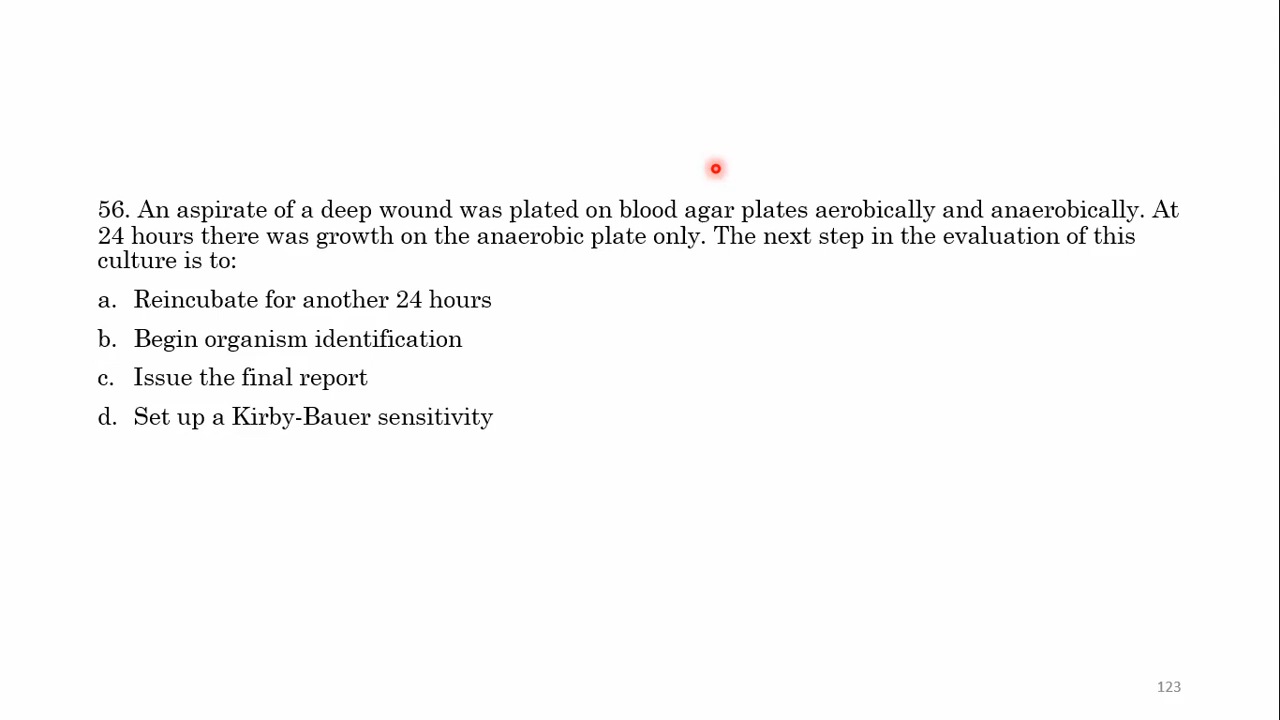 56. An aspirate of a deep wound was plated on blood agar plates aerobically and anaerobically. At
24 hours there was growth on the anaerobic plate only. The next step in the evaluation of this
culture is to:
a. Reincubate for another 24 hours
b. Begin organism identification
c. Issue the final report
d. Set up a Kirby-Bauer sensitivity
123